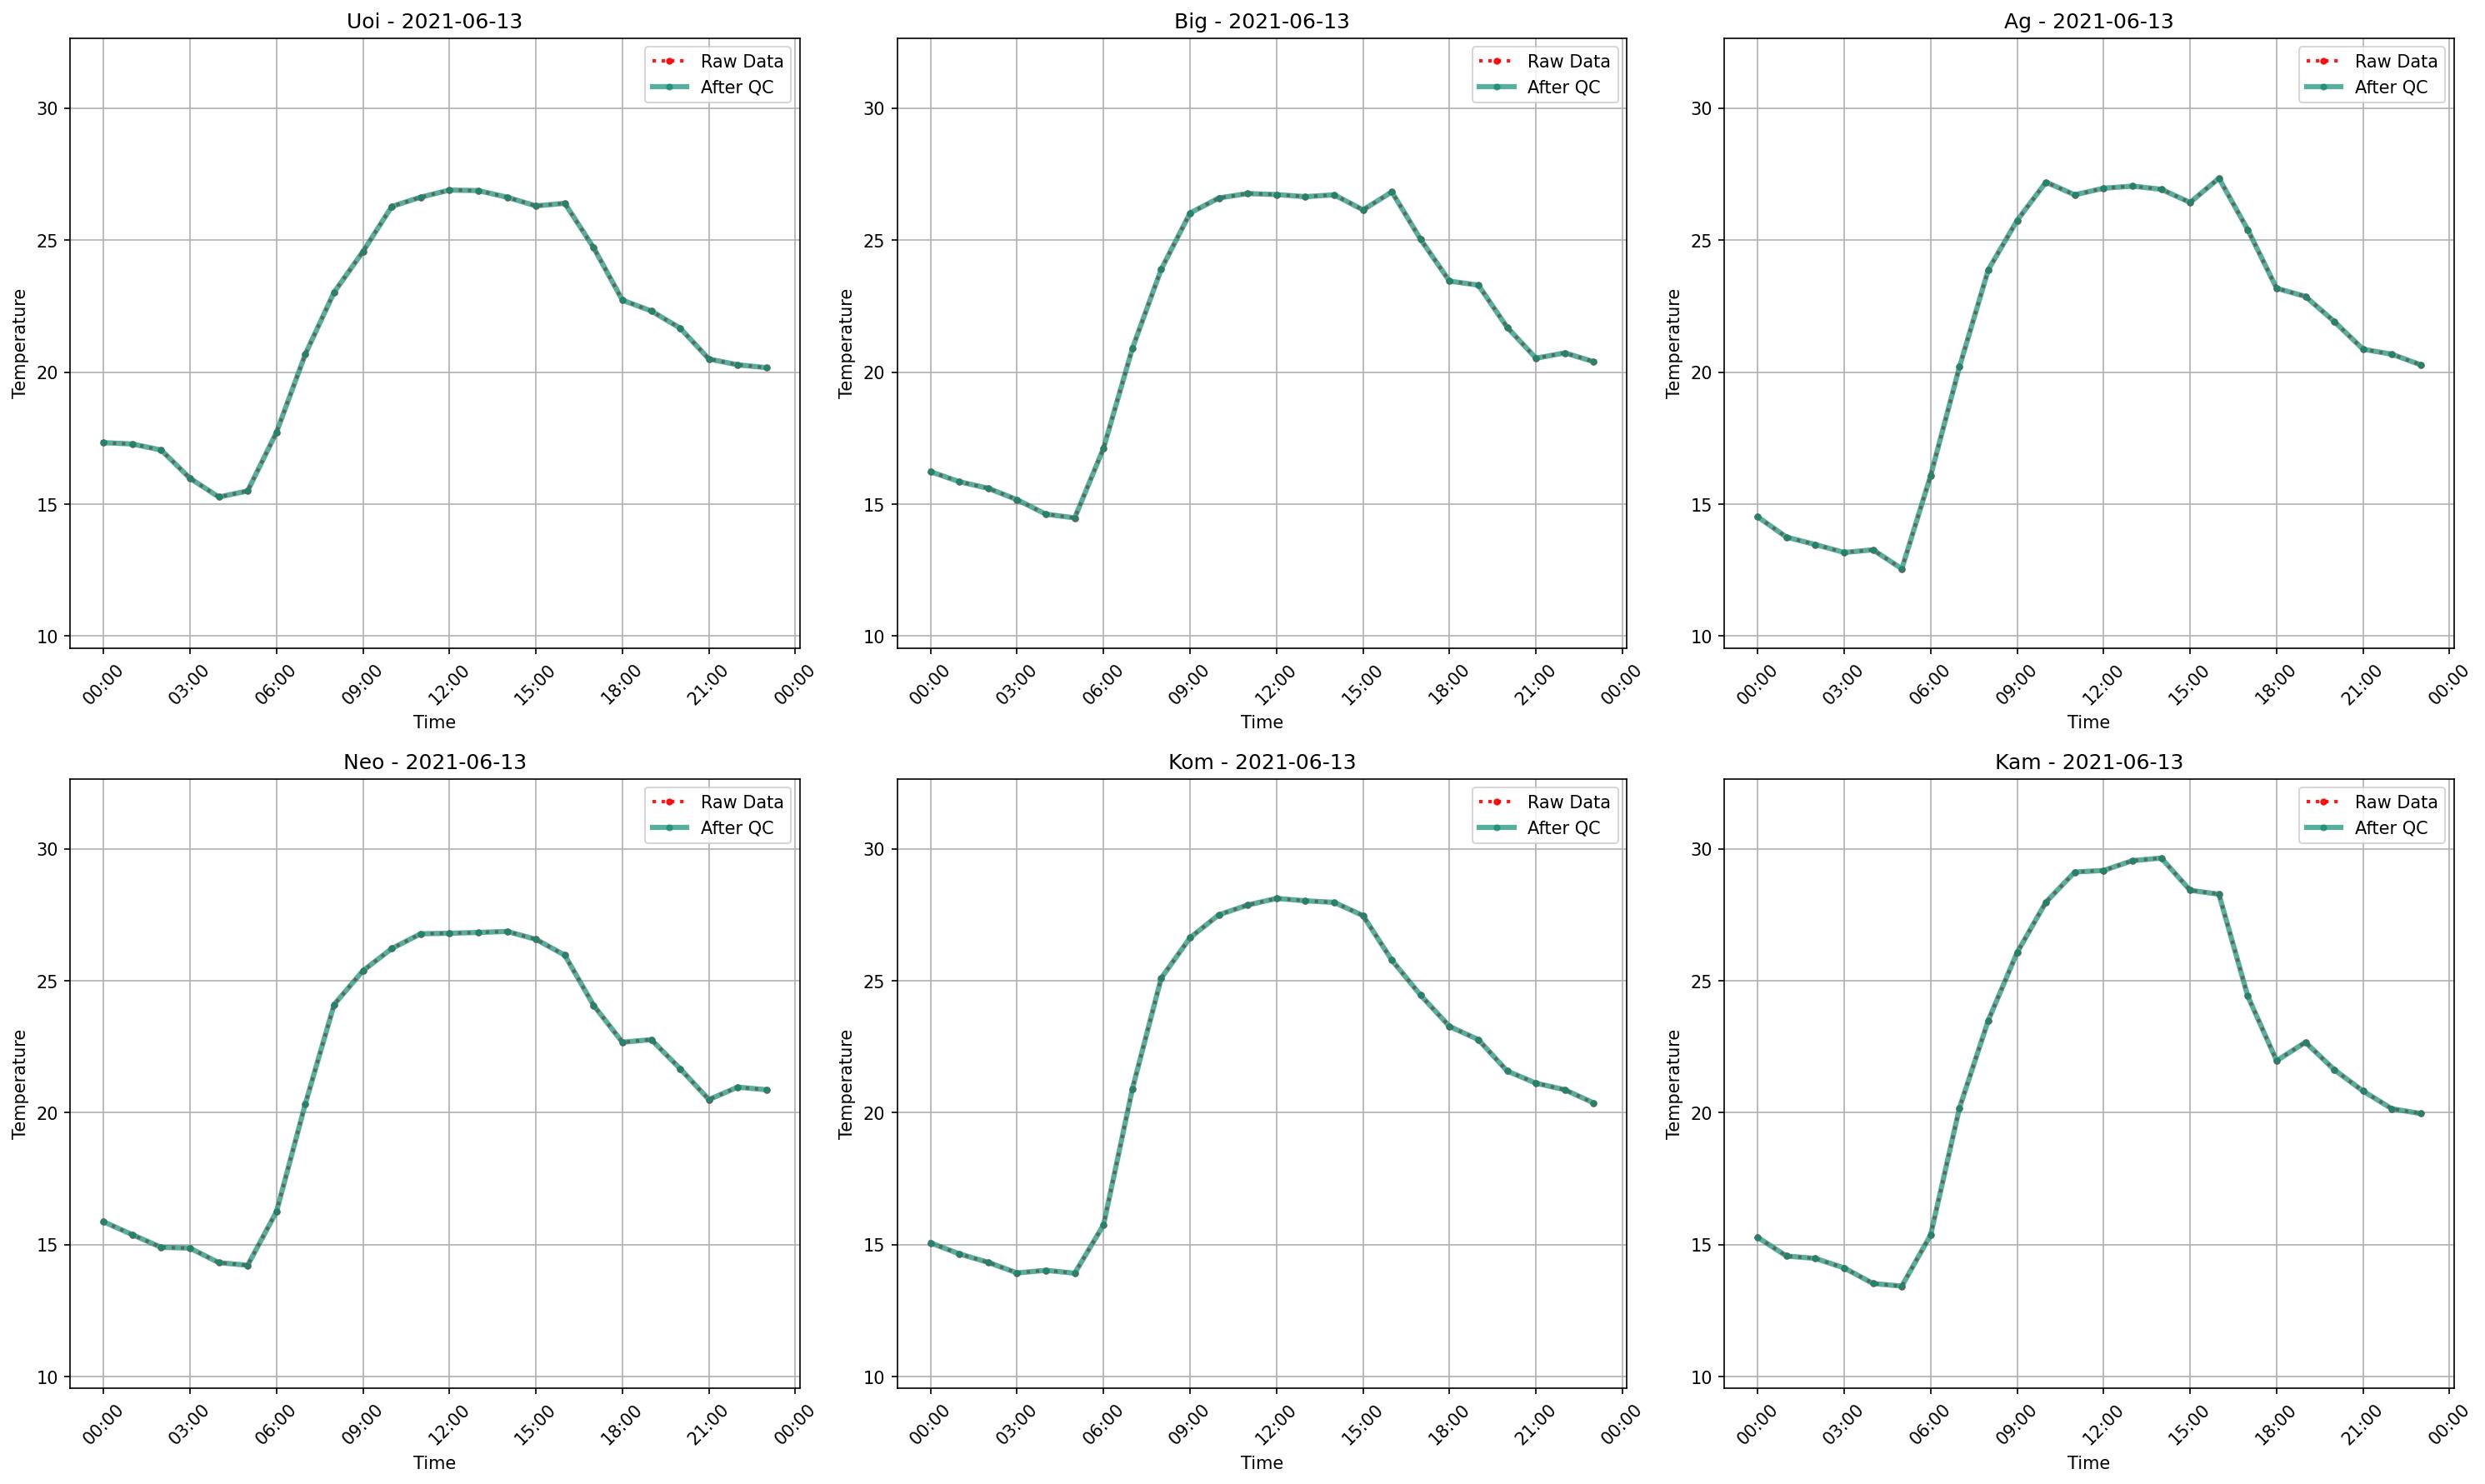 Uoi - 2021-06-13
Raw Data
After QC
30
25
20
15
10
Temperature
00:00
03:00
06:00
09:00
12:00
15:00
18:00
21:00
00:00
Time
Big - 2021-06-13
Raw Data
After QC
30
25
20
15
10
Temperature
00:00
03:00
06:00
09:00
12:00
15:00
18:00
21:00
00:00
Time
Ag - 2021-06-13
Raw Data
After QC
30
25
20
15
10
Temperature
00:00
03:00
06:00
09:00
12:00
15:00
18:00
21:00
00:00
Time
Neo - 2021-06-13
Raw Data
After QC
30
25
20
15
10
Temperature
00:00
03:00
06:00
09:00
12:00
15:00
18:00
21:00
00:00
Time
Kom - 2021-06-13
Raw Data
After QC
30
25
20
15
10
Temperature
00:00
03:00
06:00
09:00
12:00
15:00
18:00
21:00
00:00
Time
Kam - 2021-06-13
Raw Data
After QC
30
25
20
15
10
Temperature
00:00
03:00
06:00
09:00
12:00
15:00
18:00
21:00
00:00
Time